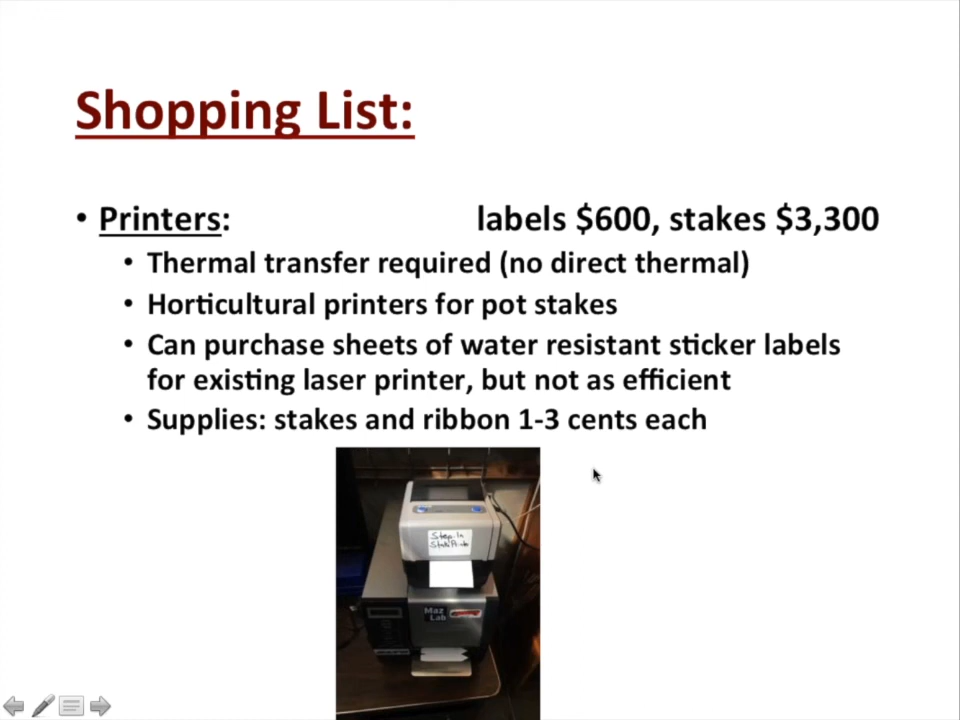 Shopping List:
• Printers: labels $600, stakes $3,300
• Thermal transfer required (no direct thermal)
• Horticultural printers for pot stakes
• Can purchase sheets of water resistant sticker labels
for existing laser printer, but not as efficient
• Supplies: stakes and ribbon 1-3 cents each
Step-In
Maz
Lab